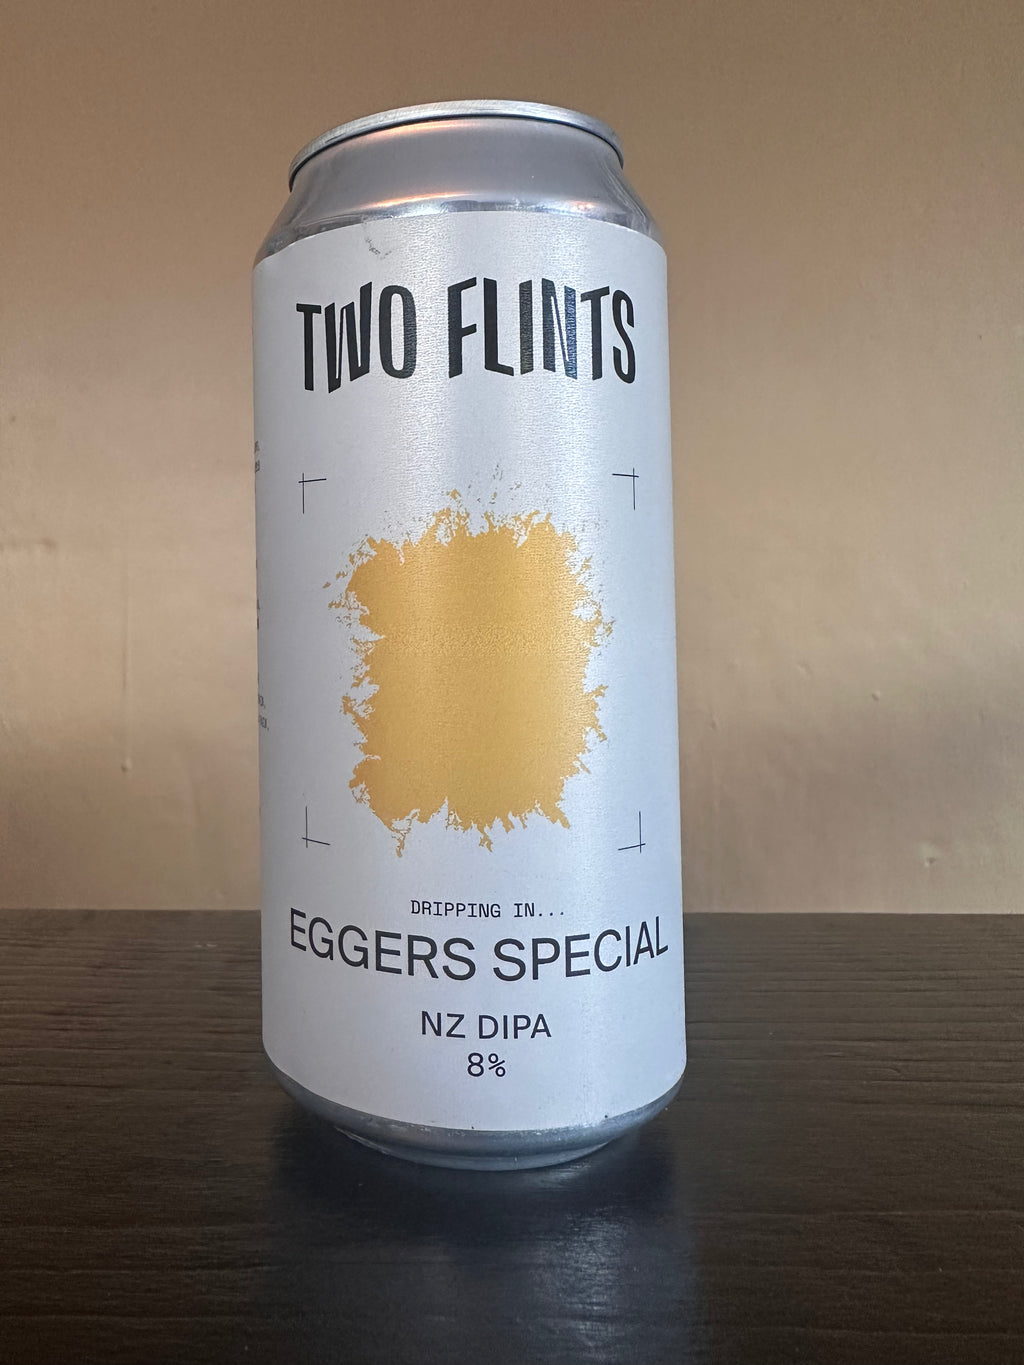 TWO FLINTS
DRIPPING IN...
EGGERS SPECIAL
NZ DIPA
8%